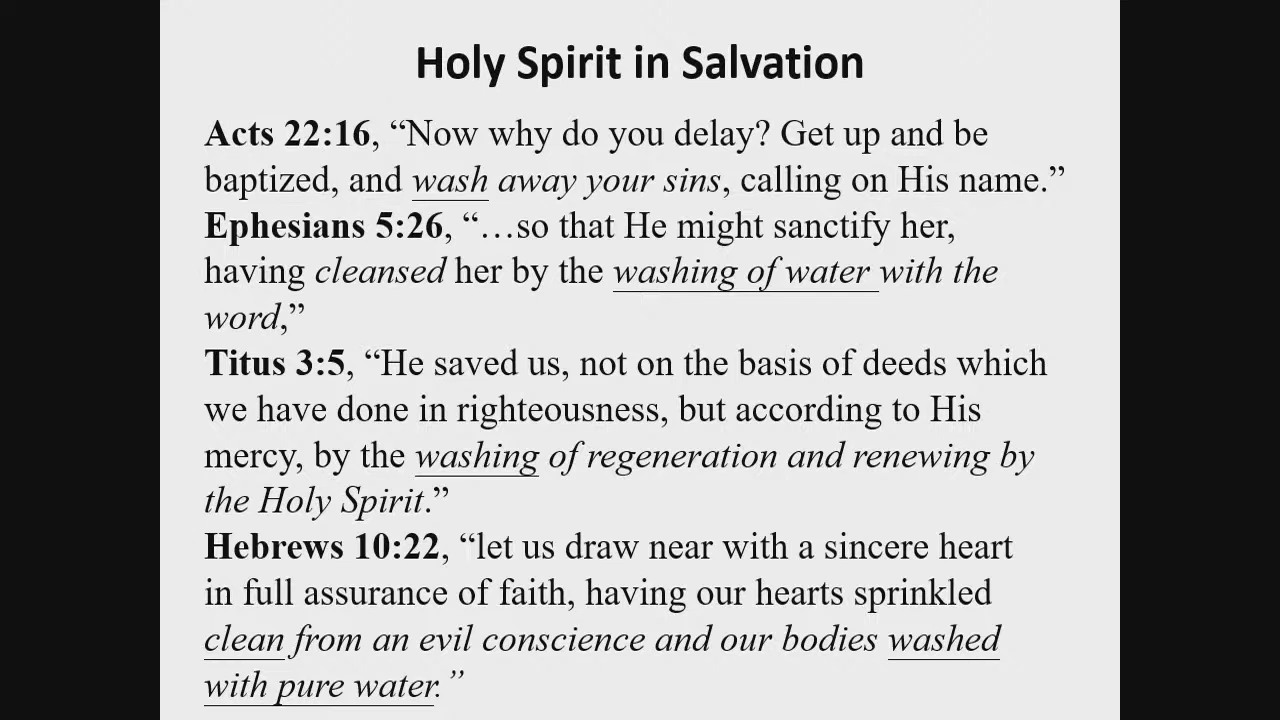 Holy Spirit in Salvation
Acts 22:16, “Now why do you delay? Get up and be
baptized, and wash away your sins, calling on His name.”
Ephesians 5:26, “…so that He might sanctify her,
having cleansed her by the washing of water with the
word,”
Titus 3:5, “He saved us, not on the basis of deeds which
we have done in righteousness, but according to His
mercy, by the washing of regeneration and renewing by
the Holy Spirit.”
Hebrews 10:22, “let us draw near with a sincere heart
in full assurance of faith, having our hearts sprinkled
clean from an evil conscience and our bodies washed
with pure water.”